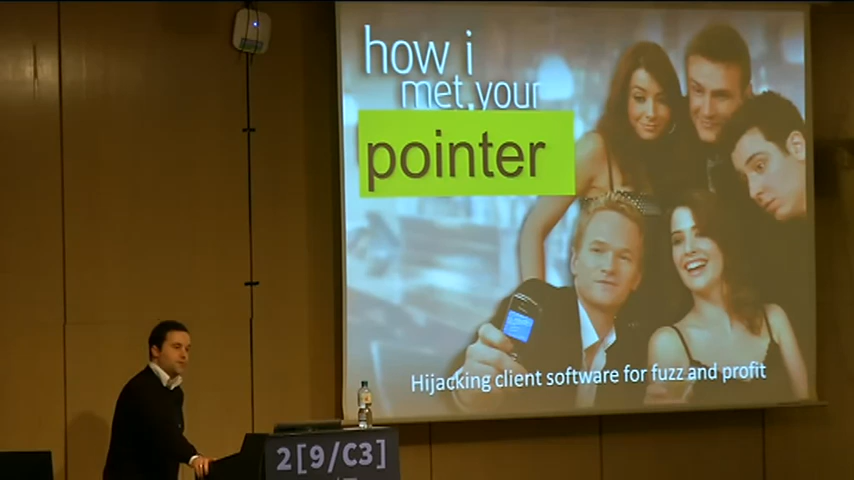 how i
met your
pointer
Hijacking client software for fuzz and profit
2[9/C3]